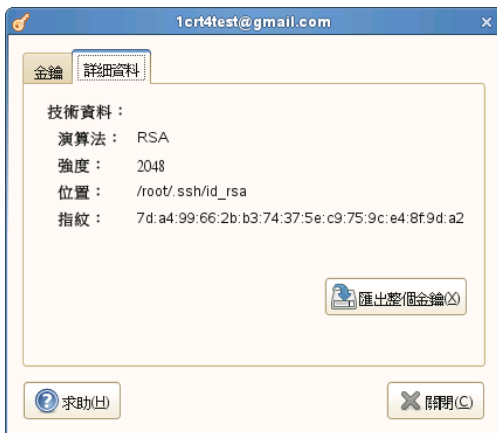 1crt4test@gmail.com
金鑰 詳細資料
技術資料：
演算法： RSA
強度： 2048
位置： /root/.ssh/id_rsa
指紋： 7d:a4:99:66:2b:b3:74:37:5e:c9:75:9c:e4:8f:9d:a2
匯出整個金鑰(X)
求助(H) 關閉(C)